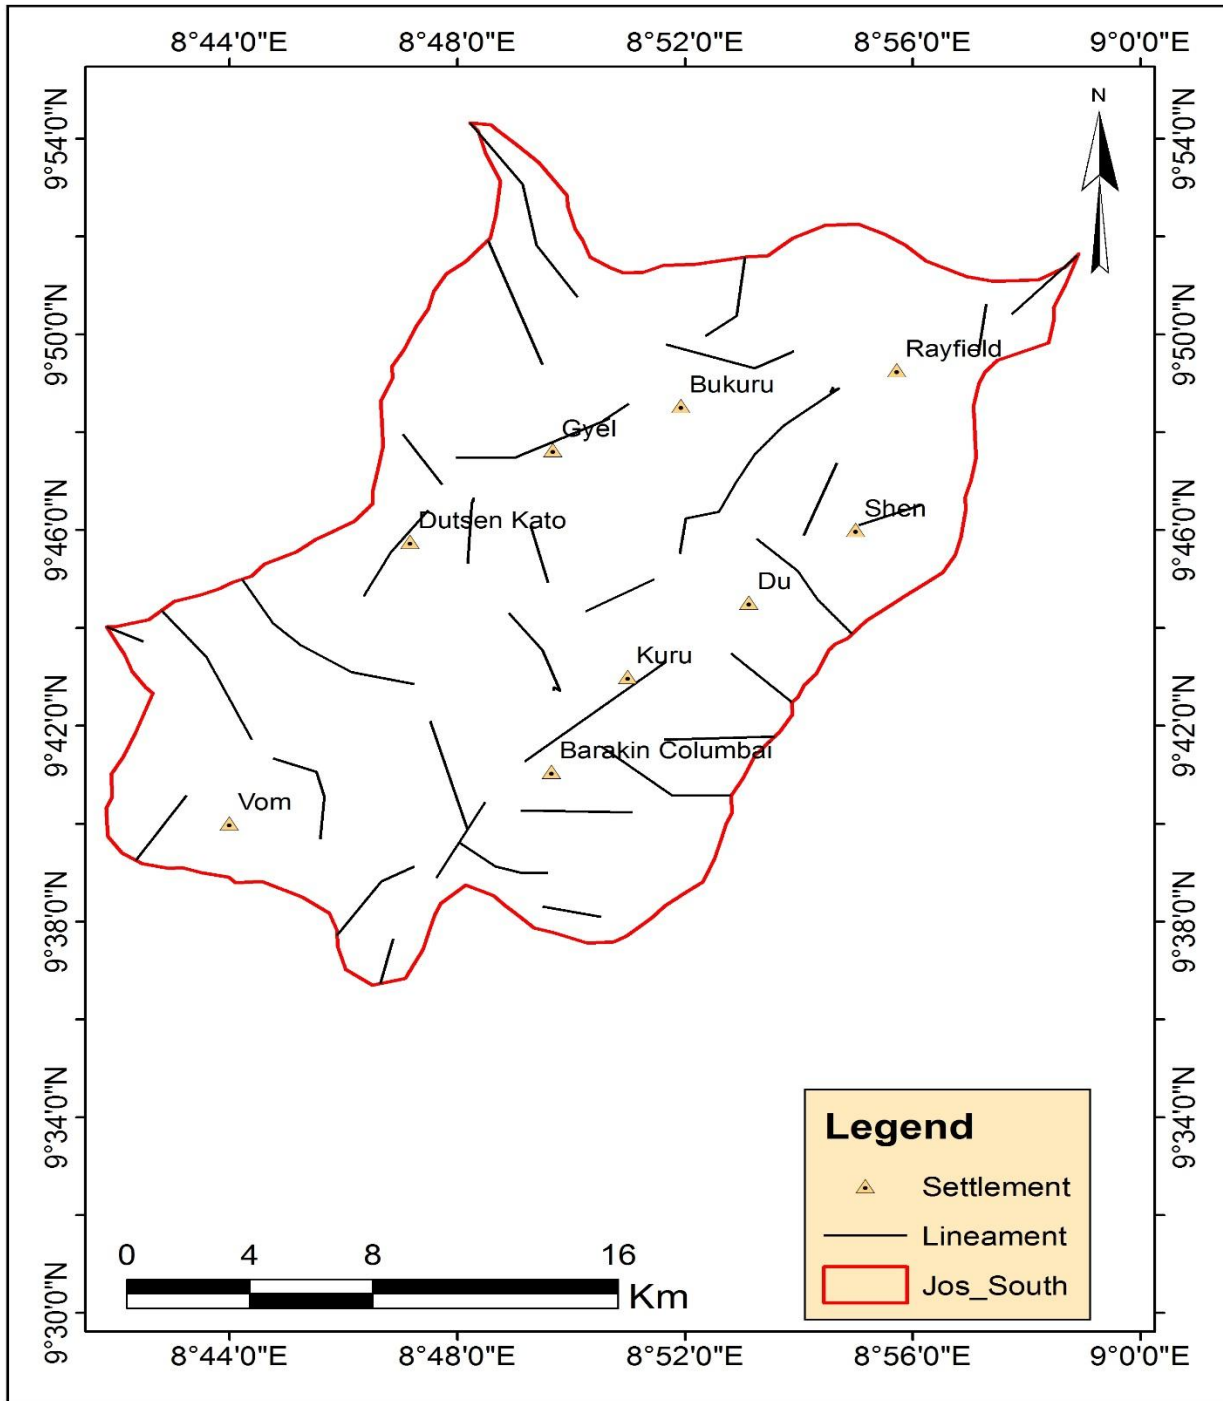 8°44'0"E 8°48'0"E 8°52'0"E 8°56'0"E 9°0'0"E
N
9°54'0"N 9°54'0"N
9°50'0"N 9°50'0"N
Rayfield
Bukuru
Gyel
Dutsen Kato
Shen
9°46'0"N 9°46'0"N
Du
Kuru
9°42'0"N 9°42'0"N
Barakin Columbai
Vom
9°38'0"N 9°38'0"N
9°34'0"N 9°34'0"N
Legend
Settlement
Lineament
Jos_South
0 4 8 16
Km
9°30'0"N 9°30'0"N
8°44'0"E 8°48'0"E 8°52'0"E 8°56'0"E 9°0'0"E